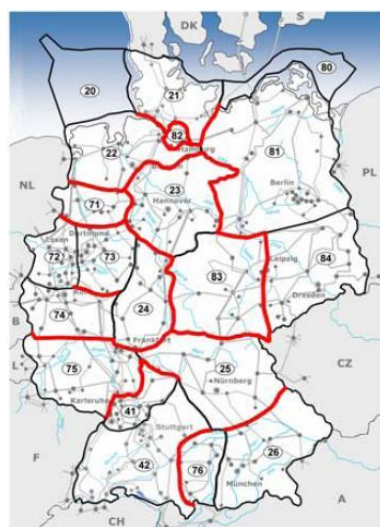 DK
S
20
21
80
82
Hamburg
22
81
NL
PL
23
Berlin
71
Hannover
Dortmund
Essen
72
73
83
Leipzig
84
Dresden
74
24
B
Frankfurt
CZ
L
75
25
Nürnberg
Karlsruhe
41
Stuttgart
F
42
76
26
München
CH
A